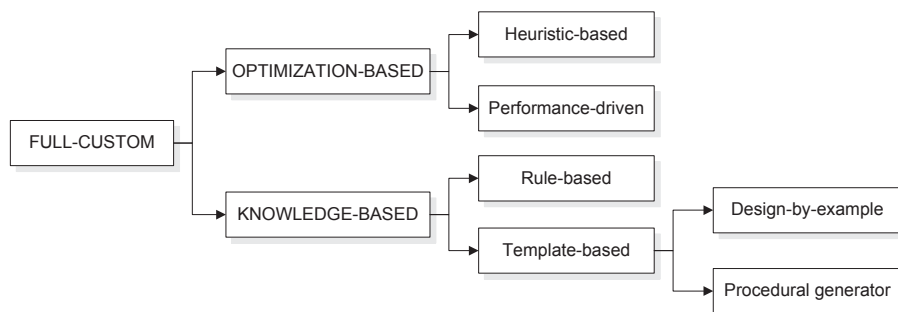 Heuristic-based
OPTIMIZATION-BASED
Performance-driven
FULL-CUSTOM
Rule-based
KNOWLEDGE-BASED
Design-by-example
Template-based
Procedural generator